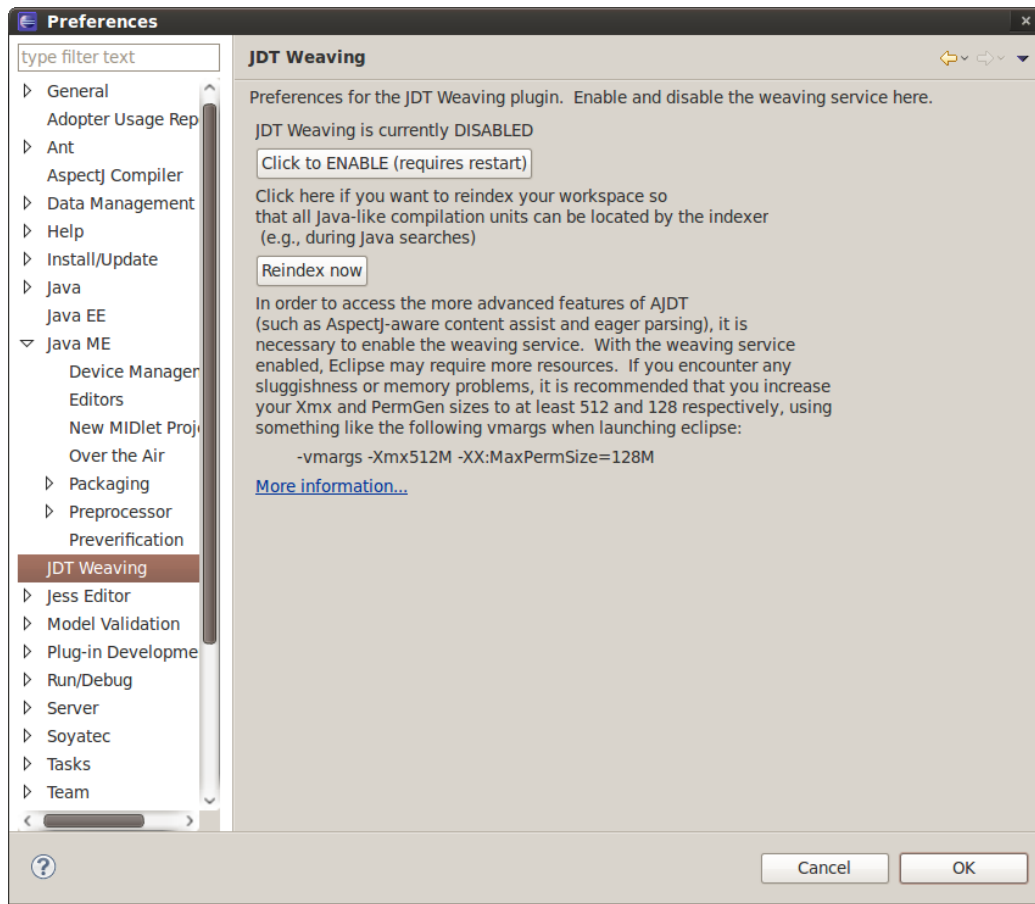 Preferences
type filter text
General
Adopter Usage Rep
Ant
AspectJ Compiler
Data Management
Help
Install/Update
Java
Java EE
Java ME
Device Manager
Editors
New MIDlet Proj
Over the Air
Packaging
Preprocessor
Preverification
JDT Weaving
Jess Editor
Model Validation
Plug-in Developme
Run/Debug
Server
Soyatec
Tasks
Team
JDT Weaving
Preferences for the JDT Weaving plugin.  Enable and disable the weaving service here.
JDT Weaving is currently DISABLED
Click to ENABLE (requires restart)
Click here if you want to reindex your workspace so
that all Java-like compilation units can be located by the indexer
(e.g., during Java searches)
Reindex now
In order to access the more advanced features of AJDT
(such as AspectJ-aware content assist and eager parsing), it is
necessary to enable the weaving service.  With the weaving service
enabled, Eclipse may require more resources.  If you encounter any
sluggishness or memory problems, it is recommended that you increase
your Xmx and PermGen sizes to at least 512 and 128 respectively, using
something like the following vmargs when launching eclipse:
-vmargs -Xmx512M -XX:MaxPermSize=128M
More information...
Cancel
OK